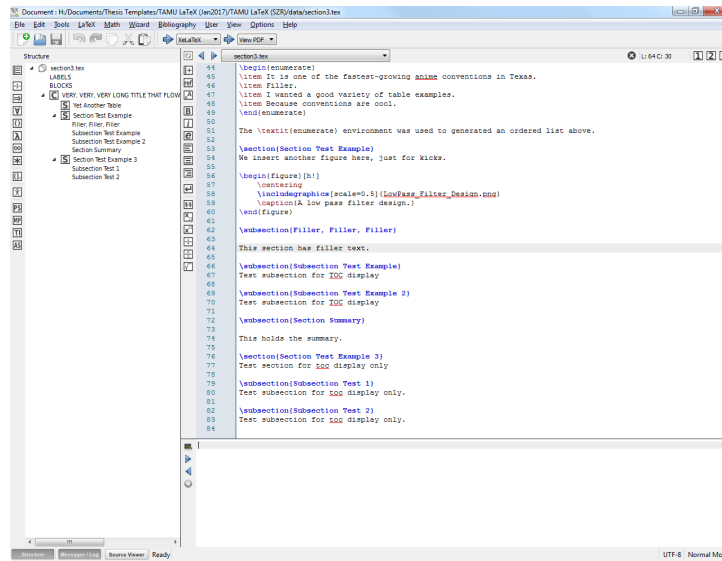 Document : H:/Documents/Thesis Templates/TAMU LaTeX (Jan2017)/TAMU LaTeX (SZR)/data/section3.tex
File Edit Tools LaTeX Math Wizard Bibliography User View Options Help
XeLaTeX View PDF
Structure
section3.tex L: 64 C: 30 1 2
section3.tex
LABELS
BLOCKS
VERY, VERY, VERY LONG TITLE THAT FLOW
Yet Another Table
Section Test Example
Filler, Filler, Filler
Subsection Test Example
Subsection Test Example 2
Section Summary
Section Test Example 3
Subsection Test 1
Subsection Test 2
44 \begin{enumerate}
45 \item It is one of the fastest-growing anime conventions in Texas.
46 \item Filler.
47 \item I wanted a good variety of table examples.
48 \item Because conventions are cool.
49 \end{enumerate}
50
51 The \textit{enumerate} environment was used to generated an ordered list above.
52
53 \section{Section Test Example}
54 We insert another figure here, just for kicks.
55
56 \begin{figure}[h!]
57 \centering
58 \includegraphics[scale=0.5]{LowPass_Filter_Design.png}
59 \caption{A low pass filter design.}
60 \end{figure}
61
62 \subsection{Filler, Filler, Filler}
63
64 This section has filler text.
65
66 \subsection{Subsection Test Example}
67 Test subsection for TOC display
68
69 \subsection{Subsection Test Example 2}
70 Test subsection for TOC display
71
72 \subsection{Section Summary}
73
74 This holds the summary.
75
76 \section{Section Test Example 3}
77 Test section for toc display only
78
79 \subsection{Subsection Test 1}
80 Test subsection for toc display only.
81
82 \subsection{Subsection Test 2}
83 Test subsection for toc display only.
84
Structure Messages / Log Source Viewer Ready UTF-8 Normal Mo